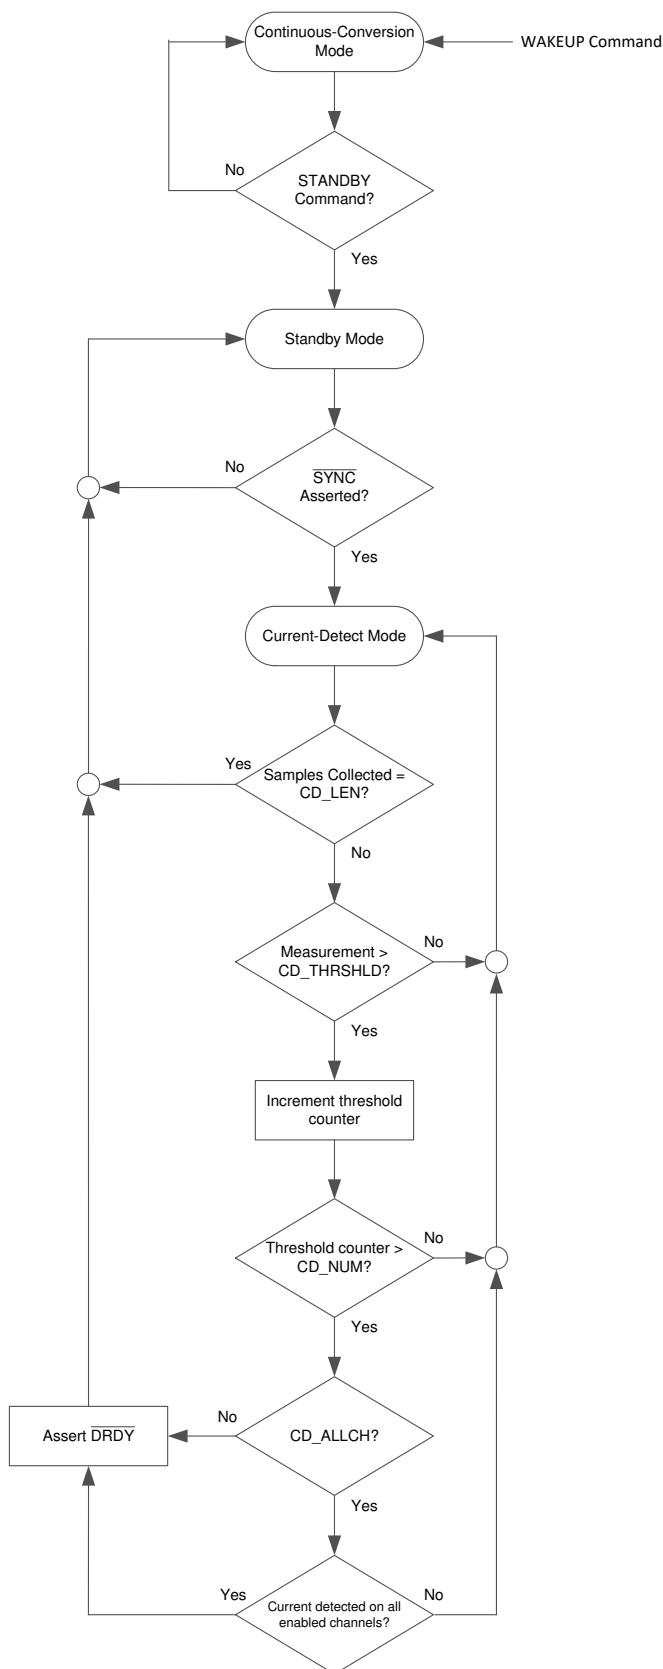 Continuous-Conversion
Mode
WAKEUP Command
No
STANDBY
Command?
Yes
Standby Mode
No
SYNC
Asserted?
Yes
Current-Detect Mode
Yes
Samples Collected =
CD_LEN?
No
Measurement >
CD_THRSHLD?
No
Yes
Increment threshold
counter
Threshold counter >
CD_NUM?
No
Yes
Assert DRDY
No
CD_ALLCH?
Yes
Yes
Current detected on all
enabled channels?
No